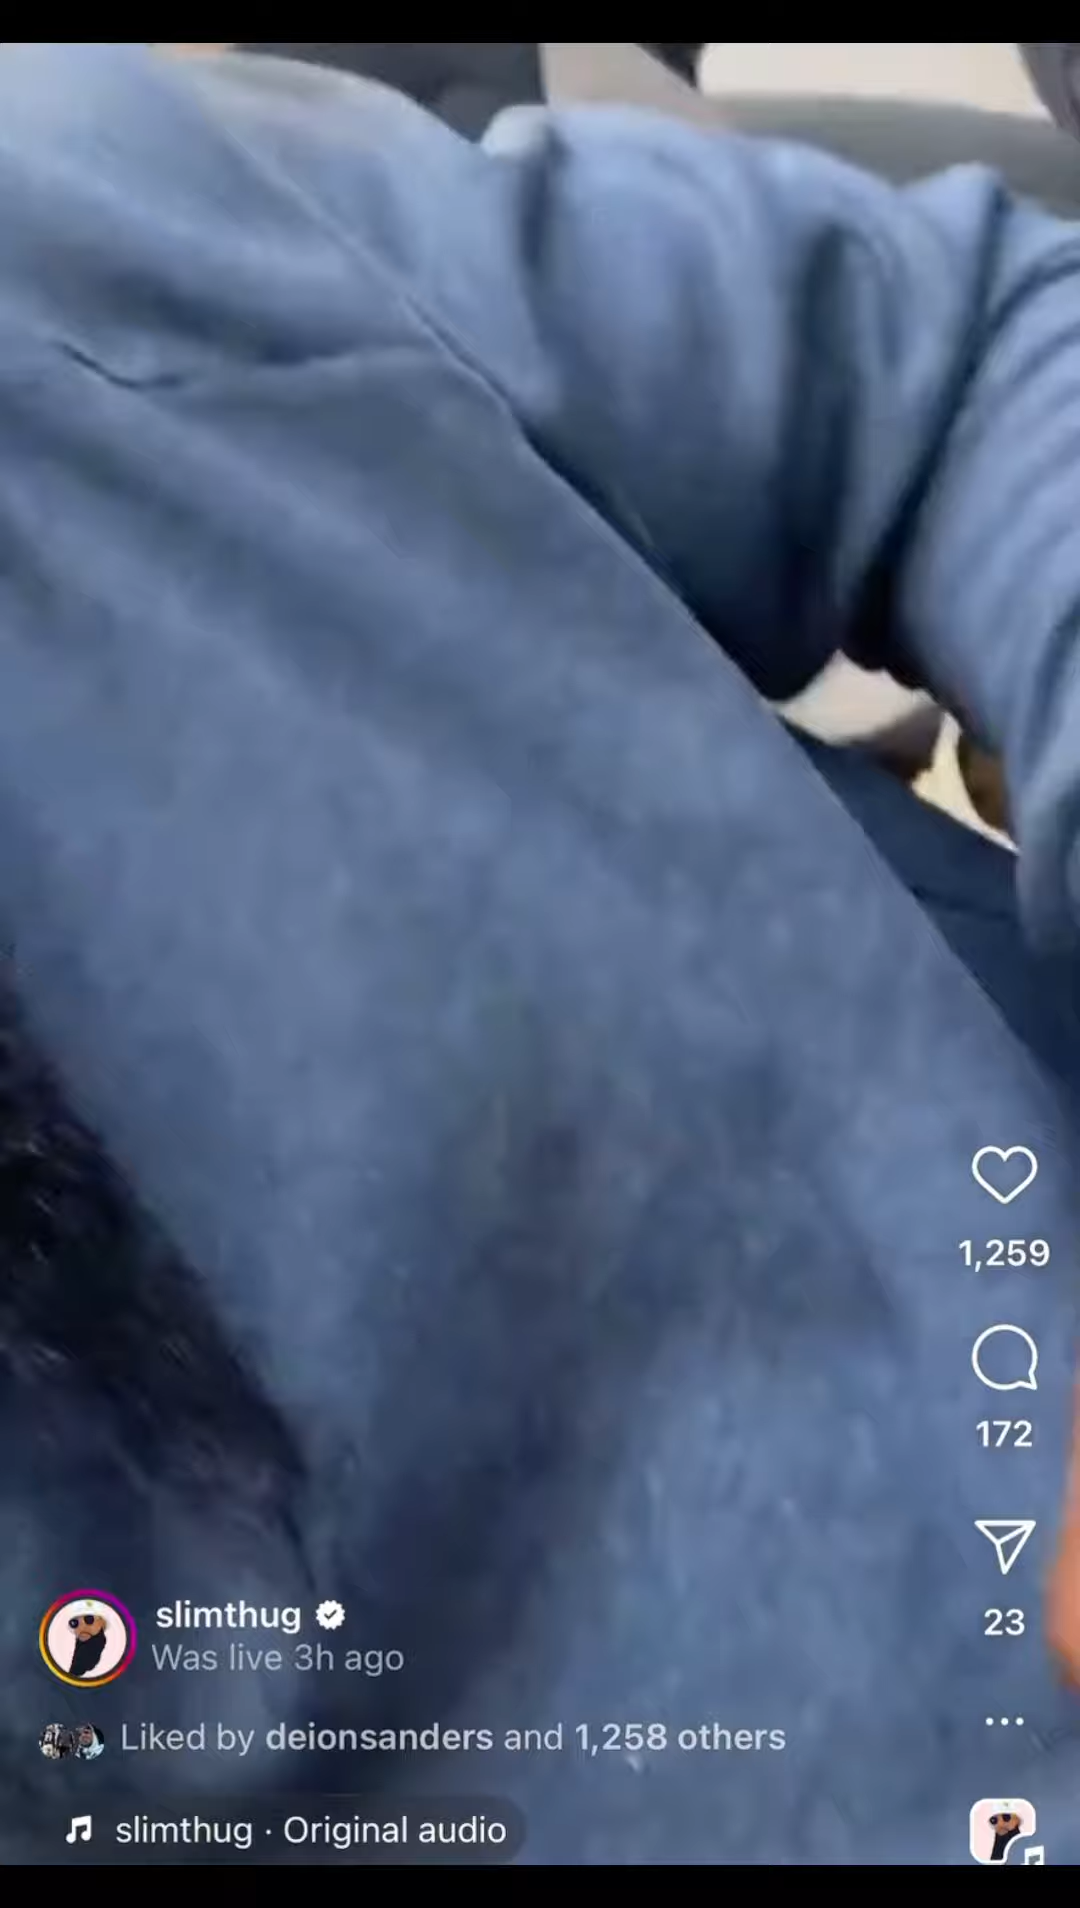 1,259
172
23
slimthug
Was live 3h ago
Liked by deionsanders and 1,258 others
slimthug · Original audio